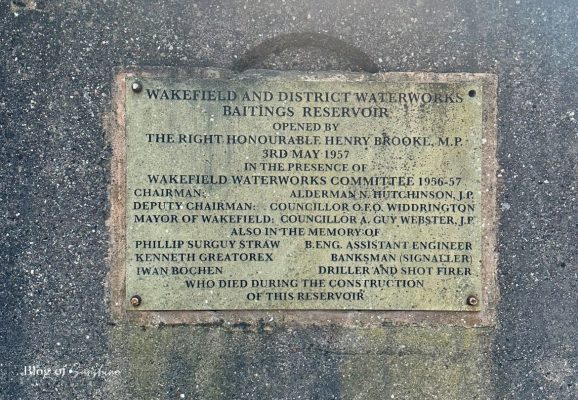 WAKEFIELD AND DISTRICT WATERWORKS
BAITINGS RESERVOIR
OPENED BY
THE RIGHT HONOURABLE HENRY BROOKE, M.P.
3RD MAY 1957
IN THE PRESENCE OF
WAKEFIELD WATERWORKS COMMITTEE 1956-57
CHAIRMAN: ALDERMAN N. HUTCHINSON, J.P.
DEPUTY CHAIRMAN: COUNCILLOR O.F.O. WIDDRINGTON
MAYOR OF WAKEFIELD: COUNCILLOR A. GUY WEBSTER, J.P.
ALSO IN THE MEMORY OF
PHILLIP SURGUY STRAW B.ENG. ASSISTANT ENGINEER
KENNETH GREATOREX BANKSMAN (SIGNALLER)
IWAN BOCHEN DRILLER AND SHOT FIRER
WHO DIED DURING THE CONSTRUCTION
OF THIS RESERVOIR
Blog of Sunshine